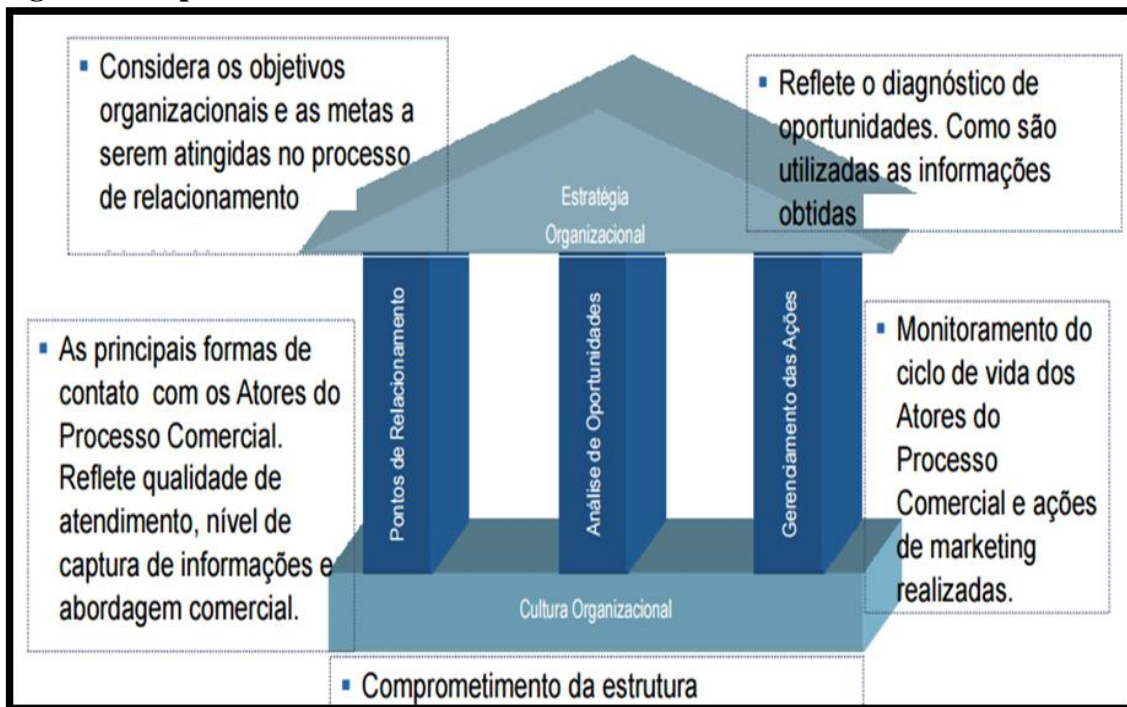 ▪ Considera os objetivos
organizacionais e as metas a
serem atingidas no processo
de relacionamento
▪ Reflete o diagnóstico de
oportunidades. Como são
utilizadas as informações
obtidas
Estratégia
Organizacional
▪ As principais formas de
contato com os Atores do
Processo Comercial.
Reflete qualidade de
atendimento, nível de
captura de informações e
abordagem comercial.
Pontos de Relacionamento
Análise de Oportunidades
Gerenciamento das Ações
▪ Monitoramento do
ciclo de vida dos
Atores do
Processo
Comercial e ações
de marketing
realizadas.
Cultura Organizacional
▪ Comprometimento da estrutura